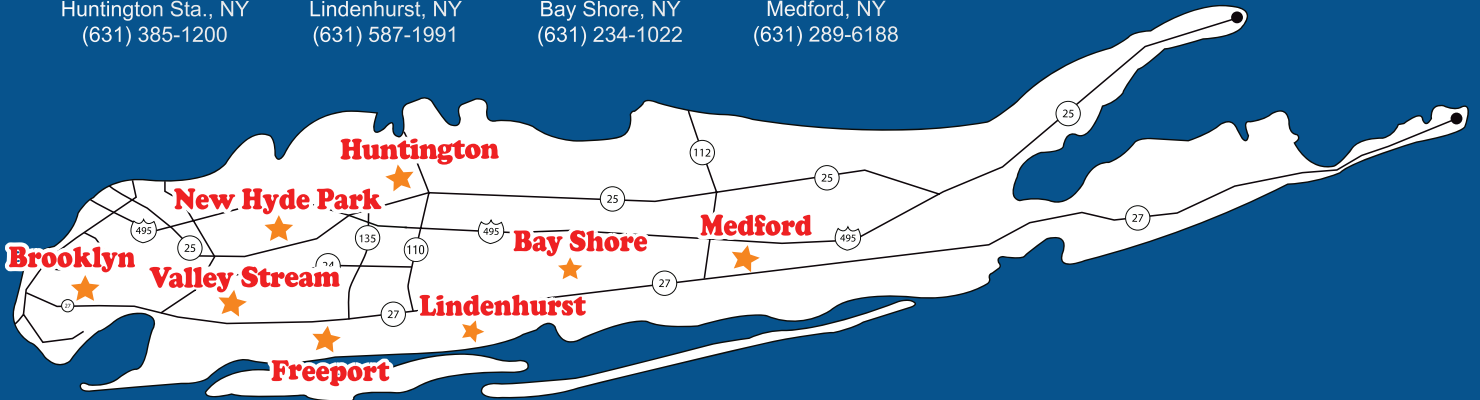 Huntington Sta., NY
(631) 385-1200
Lindenhurst, NY
(631) 587-1991
Bay Shore, NY
(631) 234-1022
Medford, NY
(631) 289-6188
25
112
Huntington
25
25
New Hyde Park
27
495
25
135
110
495
Bay Shore
Medford
495
Brooklyn
24
Valley Stream
27
27
27
Lindenhurst
Freeport